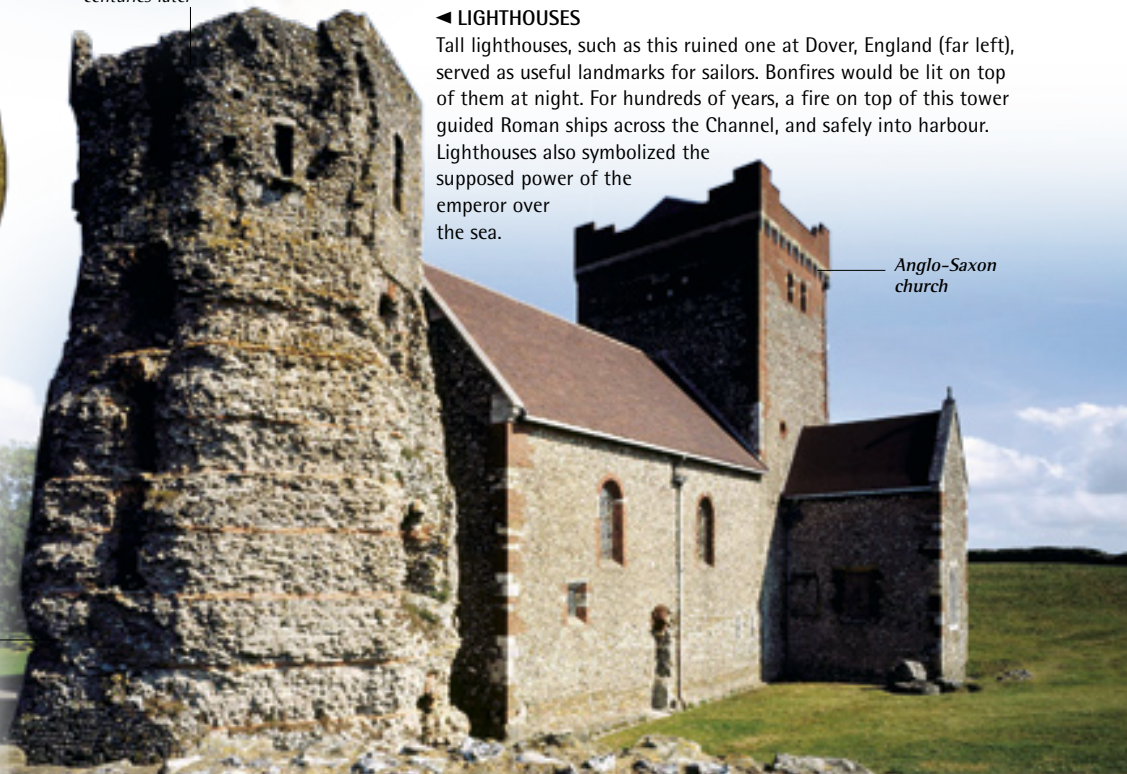 centuries later
◄ LIGHTHOUSES
Tall lighthouses, such as this ruined one at Dover, England (far left),
served as useful landmarks for sailors. Bonfires would be lit on top
of them at night. For hundreds of years, a fire on top of this tower
guided Roman ships across the Channel, and safely into harbour.
Lighthouses also symbolized the
supposed power of the
emperor over
the sea.
Anglo-Saxon
church